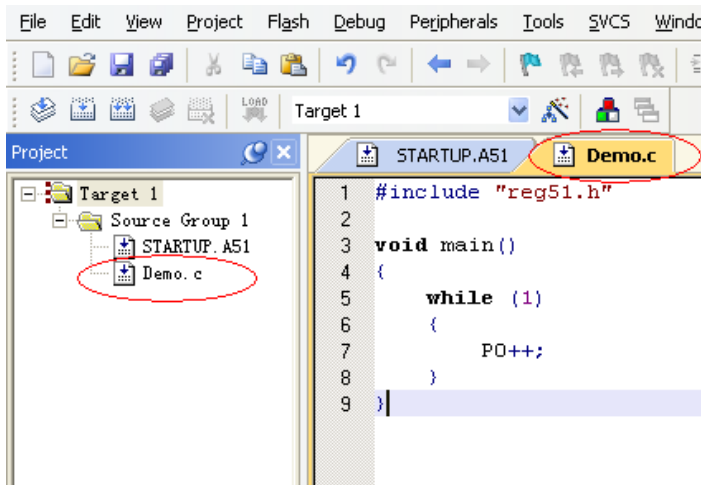 File Edit View Project Flash Debug Peripherals Tools SVCS Windo
LOAD Target 1
Project
STARTUP.A51 Demo.c
Target 1
Source Group 1
STARTUP.A51
Demo.c
1 #include "reg51.h"
2
3 void main()
4 {
5 while (1)
6 {
7 P0++;
8 }
9 }